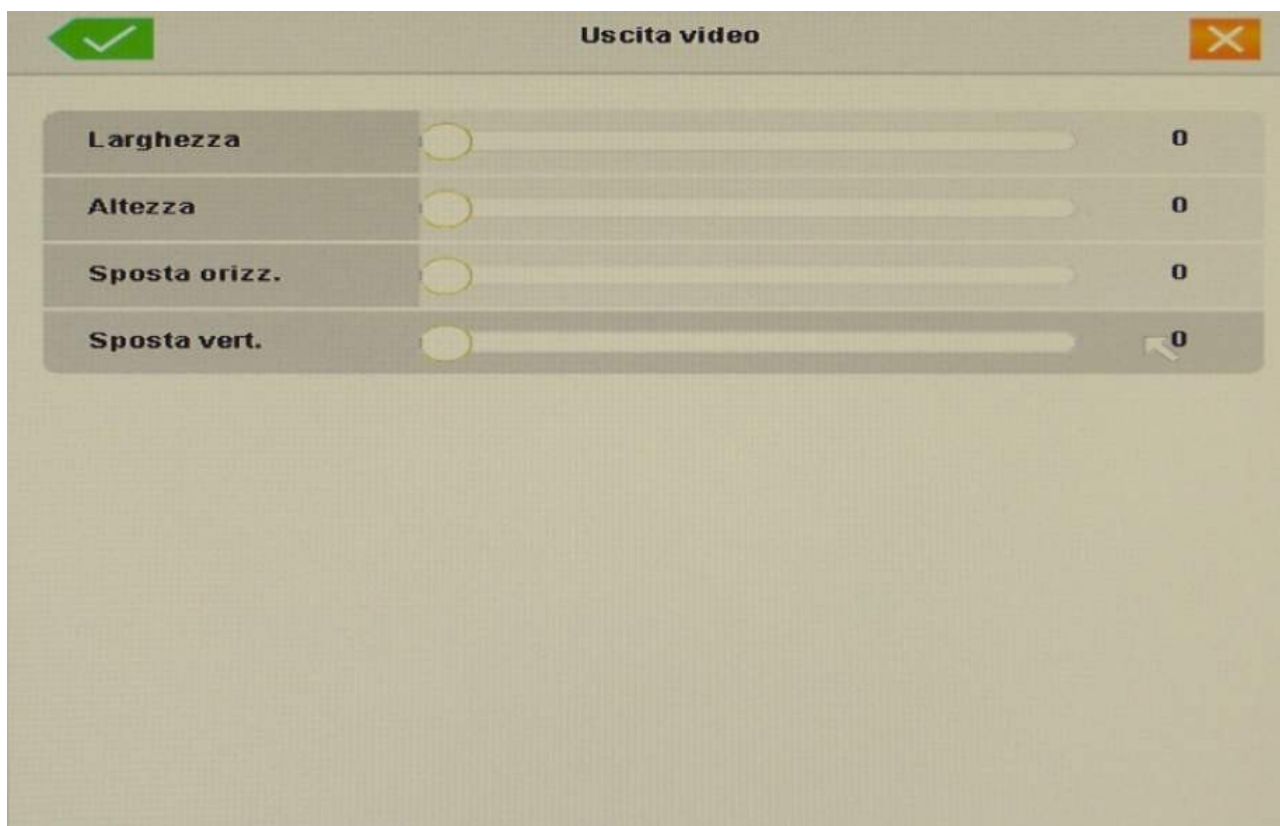 Uscita video
Larghezza 0
Altezza 0
Sposta orizz. 0
Sposta vert. 0